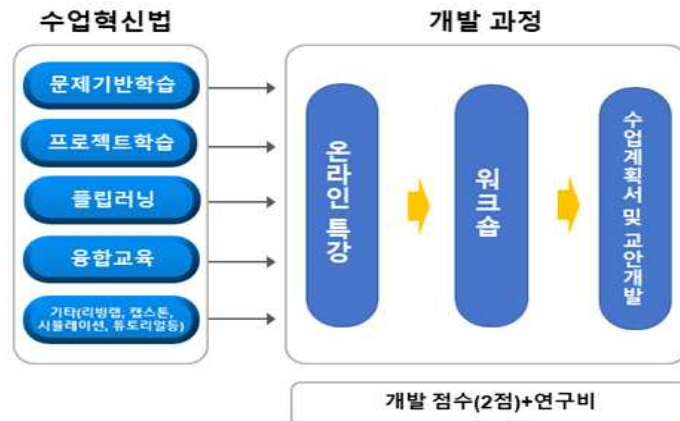 수업혁신법
개발 과정
문제기반학습
프로젝트학습
플립러닝
융합교육
기타(리빙랩, 캡스톤,
시뮬레이션, 튜토리얼등)
온라인 특강
워크숍
수업계획서 및 교안개발
개발 점수(2점)+연구비